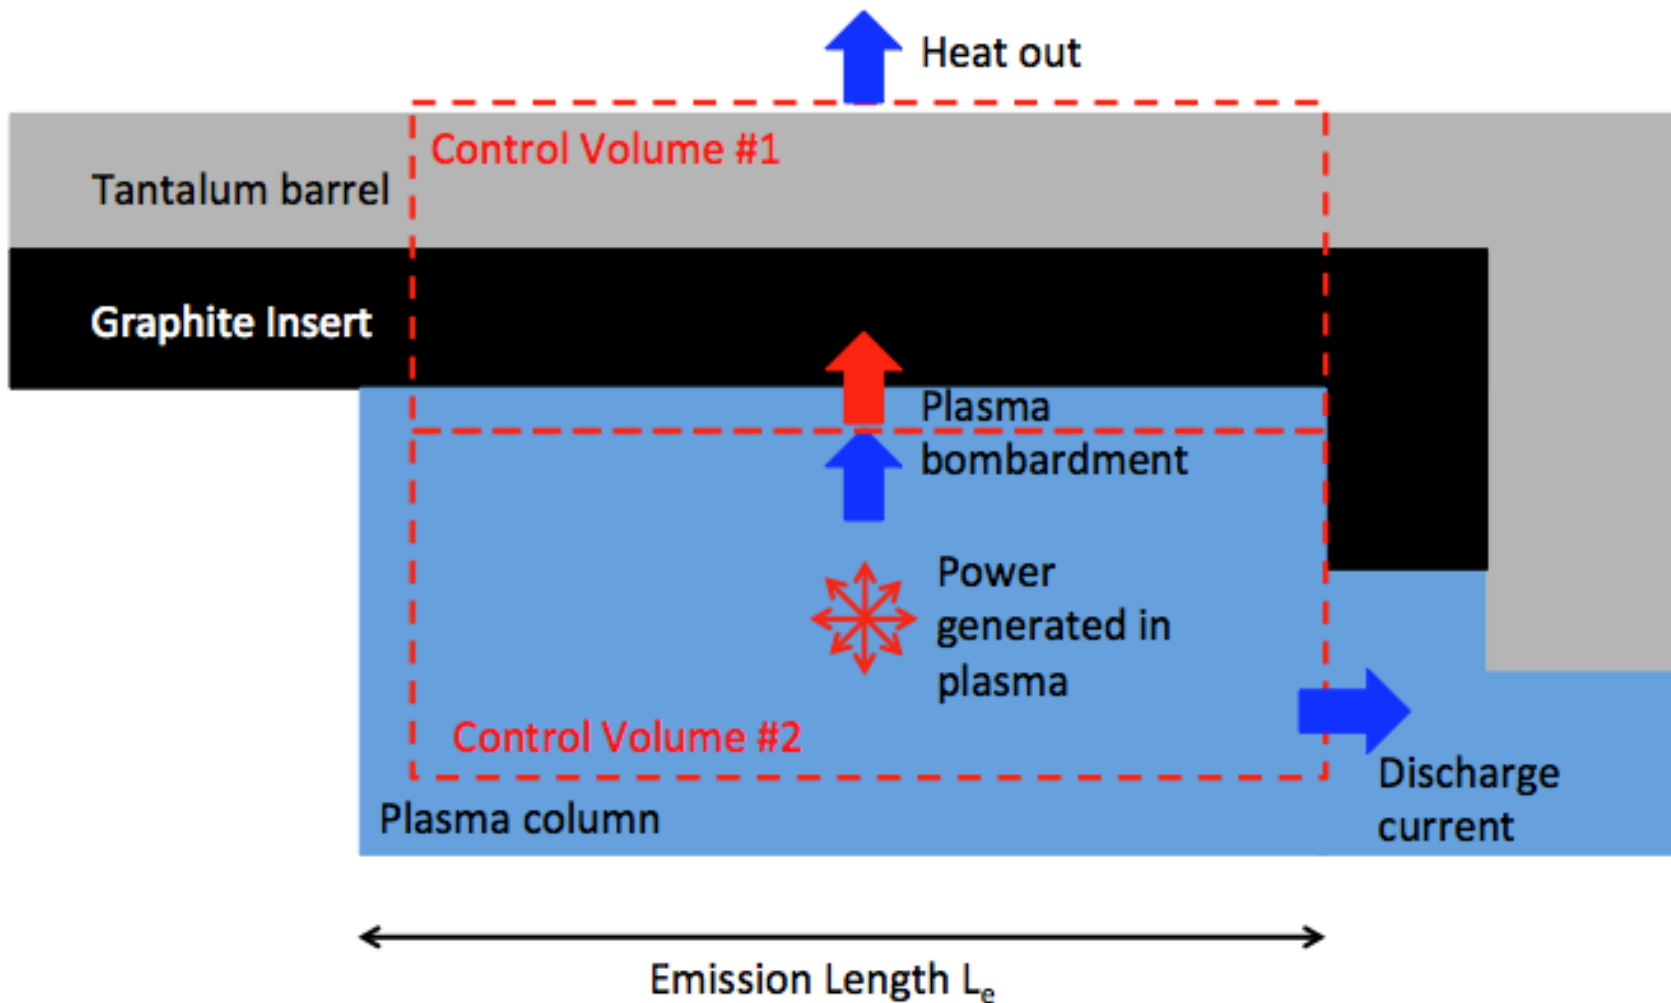 Heat out
Control Volume #1
Tantalum barrel
Graphite Insert
Plasma
bombardment
Power
generated in
plasma
Control Volume #2
Discharge
current
Plasma column
Emission Length Le